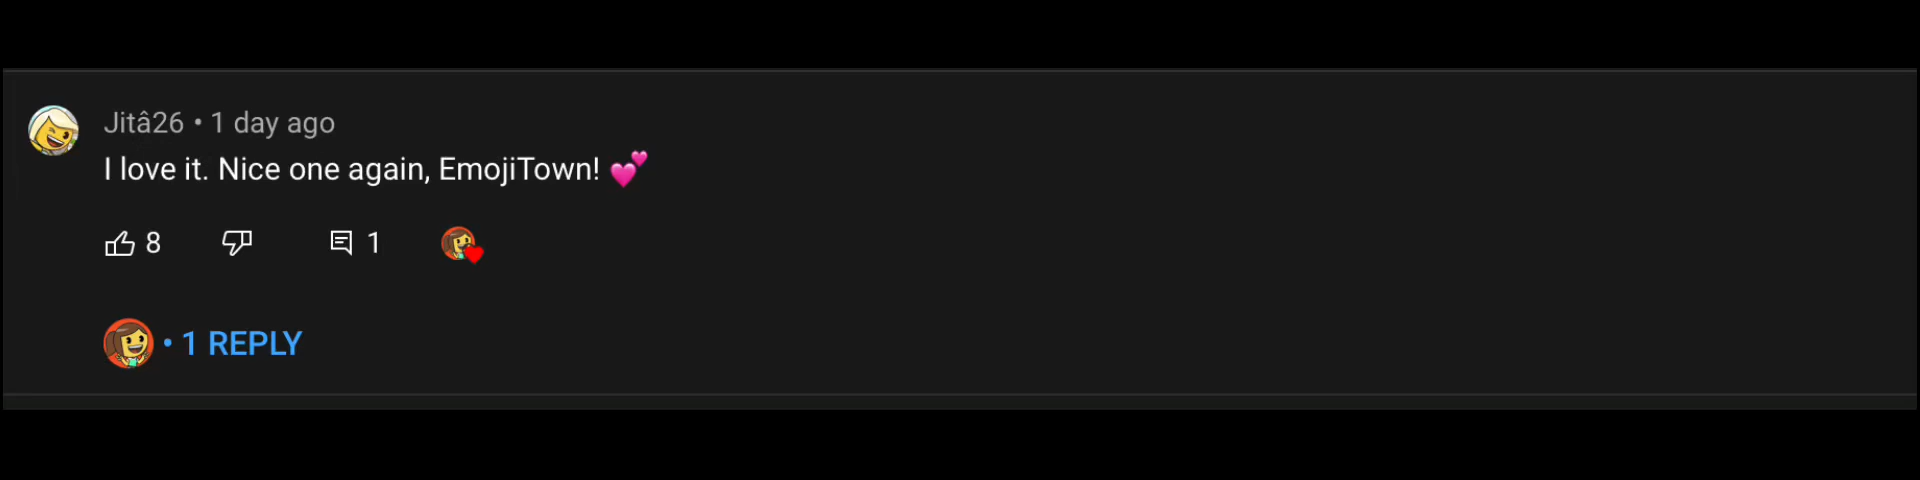 Jitâ26 • 1 day ago
I love it. Nice one again, EmojiTown! 💕
8 1
• 1 REPLY